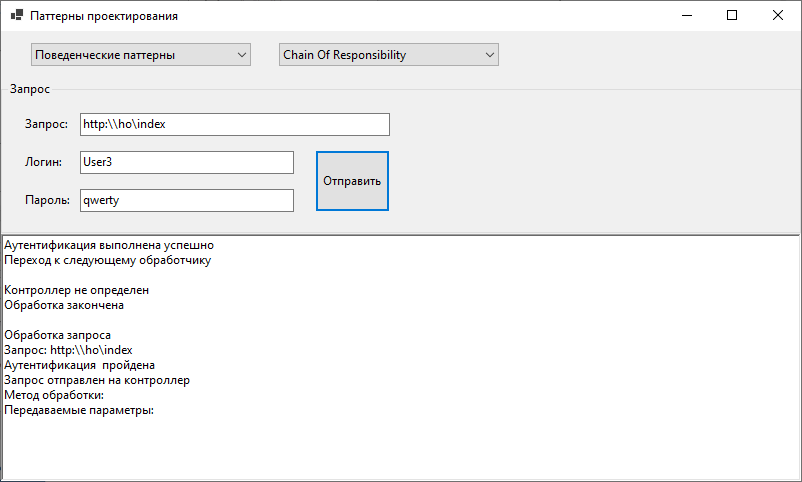 Паттерны проектирования
Поведенческие паттерны
Chain Of Responsibility
Запрос
Запрос: http:\\ho\index
Логин: User3
Пароль: qwerty
Отправить
Аутентификация выполнена успешно
Переход к следующему обработчику
Контроллер не определен
Обработка закончена
Обработка запроса
Запрос: http:\\ho\index
Аутентификация  пройдена
Запрос отправлен на контроллер
Метод обработки:
Передаваемые параметры: